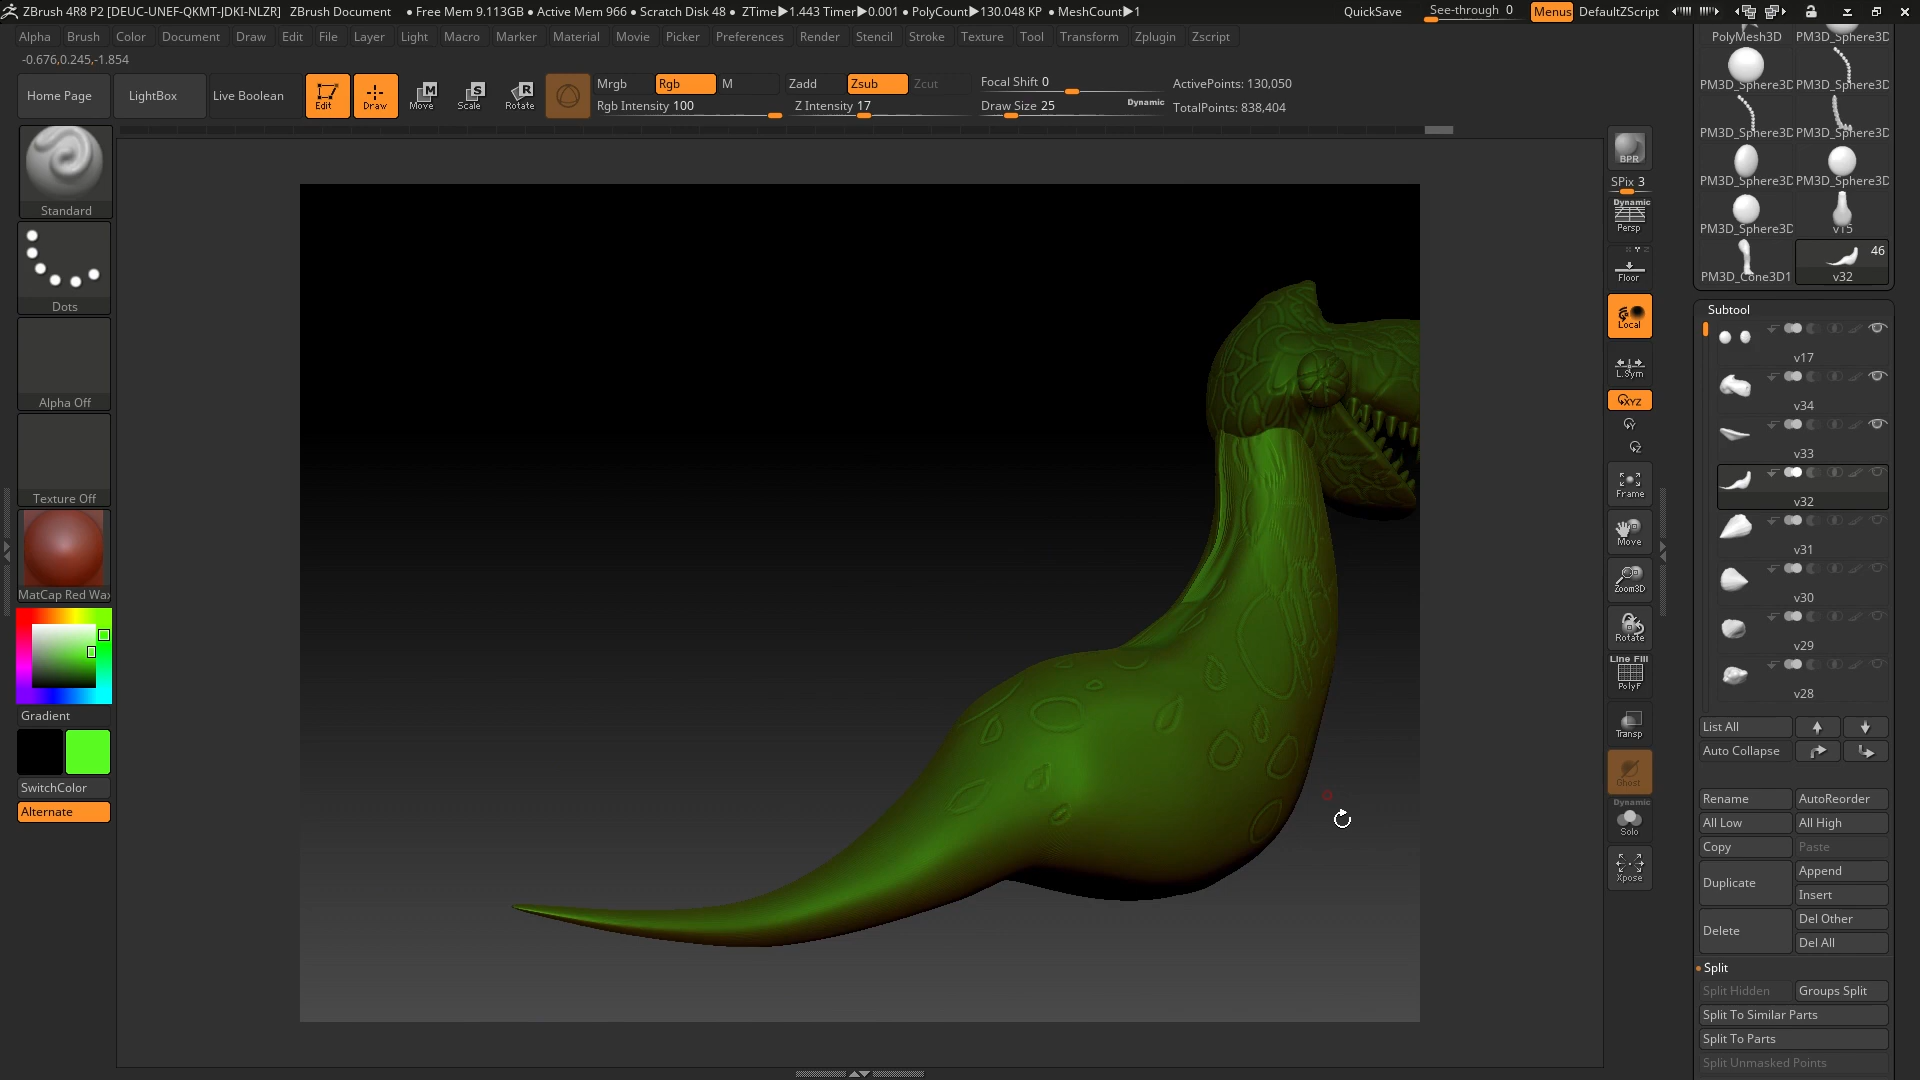 ZBrush 4R8 P2 [DEUC-UNEF-QKMT-JDKI-NLZR] ZBrush Document • Free Mem 9.113GB • Active Mem 966 • Scratch Disk 48 • ZTime▶1.443 Timer▶0.001 • PolyCount▶130.048 KP • MeshCount▶1 QuickSave See-through 0 Menus DefaultZScript
Alpha Brush Color Document Draw Edit File Layer Light Macro Marker Material Movie Picker Preferences Render Stencil Stroke Texture Tool Transform Zplugin Zscript
-0.676,0.245,-1.854
Home Page LightBox Live Boolean Edit Draw Move Scale Rotate
Mrgb Rgb M Zadd Zsub Zcut Focal Shift 0 ActivePoints: 130,050
Rgb Intensity 100 Z Intensity 17 Draw Size 25 Dynamic TotalPoints: 838,404
Standard
Dots
Alpha Off
Texture Off
MatCap Red Wax
Gradient
SwitchColor
Alternate
BPR
SPix 3
Dynamic
Persp
Floor
Local
L.Sym
XYZ
Y
Z
Frame
Move
Zoom3D
Rotate
Line Fill
PolyF
Transp
Ghost
Dynamic
Solo
Xpose
PolyMesh3D PM3D_Sphere3D
PM3D_Sphere3D PM3D_Sphere3D
PM3D_Sphere3D PM3D_Sphere3D
PM3D_Sphere3D PM3D_Sphere3D
PM3D_Sphere3D v15
46
PM3D_Cone3D1 v32
Subtool
v17
v34
v33
v32
v31
v30
v29
v28
List All
Auto Collapse
Rename AutoReorder
All Low All High
Copy Paste
Duplicate Append
Insert
Delete Del Other
Del All
Split
Split Hidden Groups Split
Split To Similar Parts
Split To Parts
Split Unmasked Points